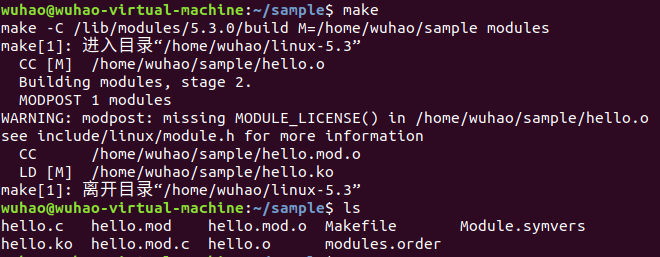 wuhao@wuhao-virtual-machine:~/sample$ make
make -C /lib/modules/5.3.0/build M=/home/wuhao/sample modules
make[1]: 进入目录“/home/wuhao/linux-5.3”
  CC [M]  /home/wuhao/sample/hello.o
  Building modules, stage 2.
  MODPOST 1 modules
WARNING: modpost: missing MODULE_LICENSE() in /home/wuhao/sample/hello.o
see include/linux/module.h for more information
  CC      /home/wuhao/sample/hello.mod.o
  LD [M]  /home/wuhao/sample/hello.ko
make[1]: 离开目录“/home/wuhao/linux-5.3”
wuhao@wuhao-virtual-machine:~/sample$ ls
hello.c   hello.mod    hello.mod.o  Makefile       Module.symvers
hello.ko  hello.mod.c  hello.o      modules.order